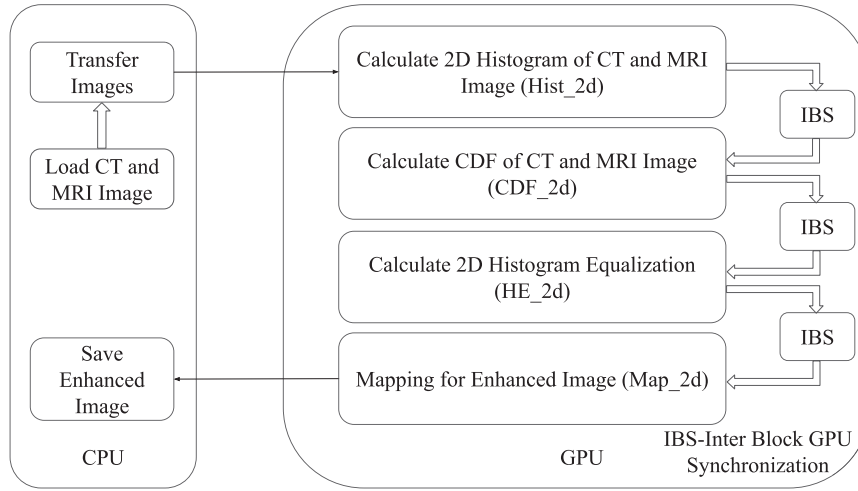 Transfer
Images
Load CT and
MRI Image
Save
Enhanced
Image
CPU
Calculate 2D Histogram of CT and MRI
Image (Hist_2d)
IBS
Calculate CDF of CT and MRI Image
(CDF_2d)
IBS
Calculate 2D Histogram Equalization
(HE_2d)
IBS
Mapping for Enhanced Image (Map_2d)
GPU
IBS-Inter Block GPU
Synchronization